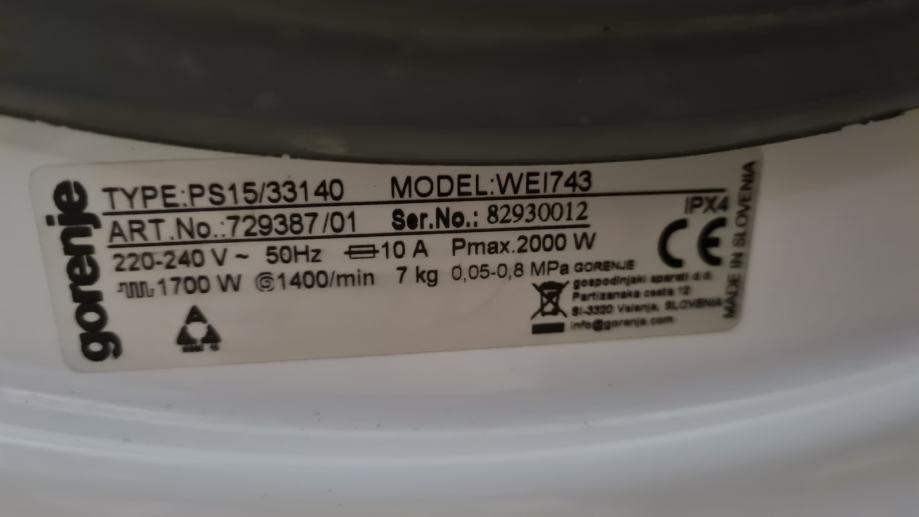 gorenje
TYPE:PS15/33140 MODEL:WEI743
ART.No.:729387/01 Ser.No.: 82930012
IPX4
220-240 V ~ 50Hz 10 A Pmax.2000 W
1700 W 1400/min 7 kg 0,05-0,8 MPa
CE
GORENJE
gospodinjski aparati d.d.
Partizanska cesta 12
SI-3320 Velenje, SLOVENIA
info@gorenje.com
MADE IN SLOVENIA
A